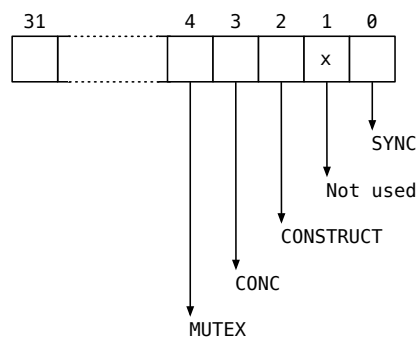 31 4 3 2 1 0
x
SYNC
Not used
CONSTRUCT
CONC
MUTEX